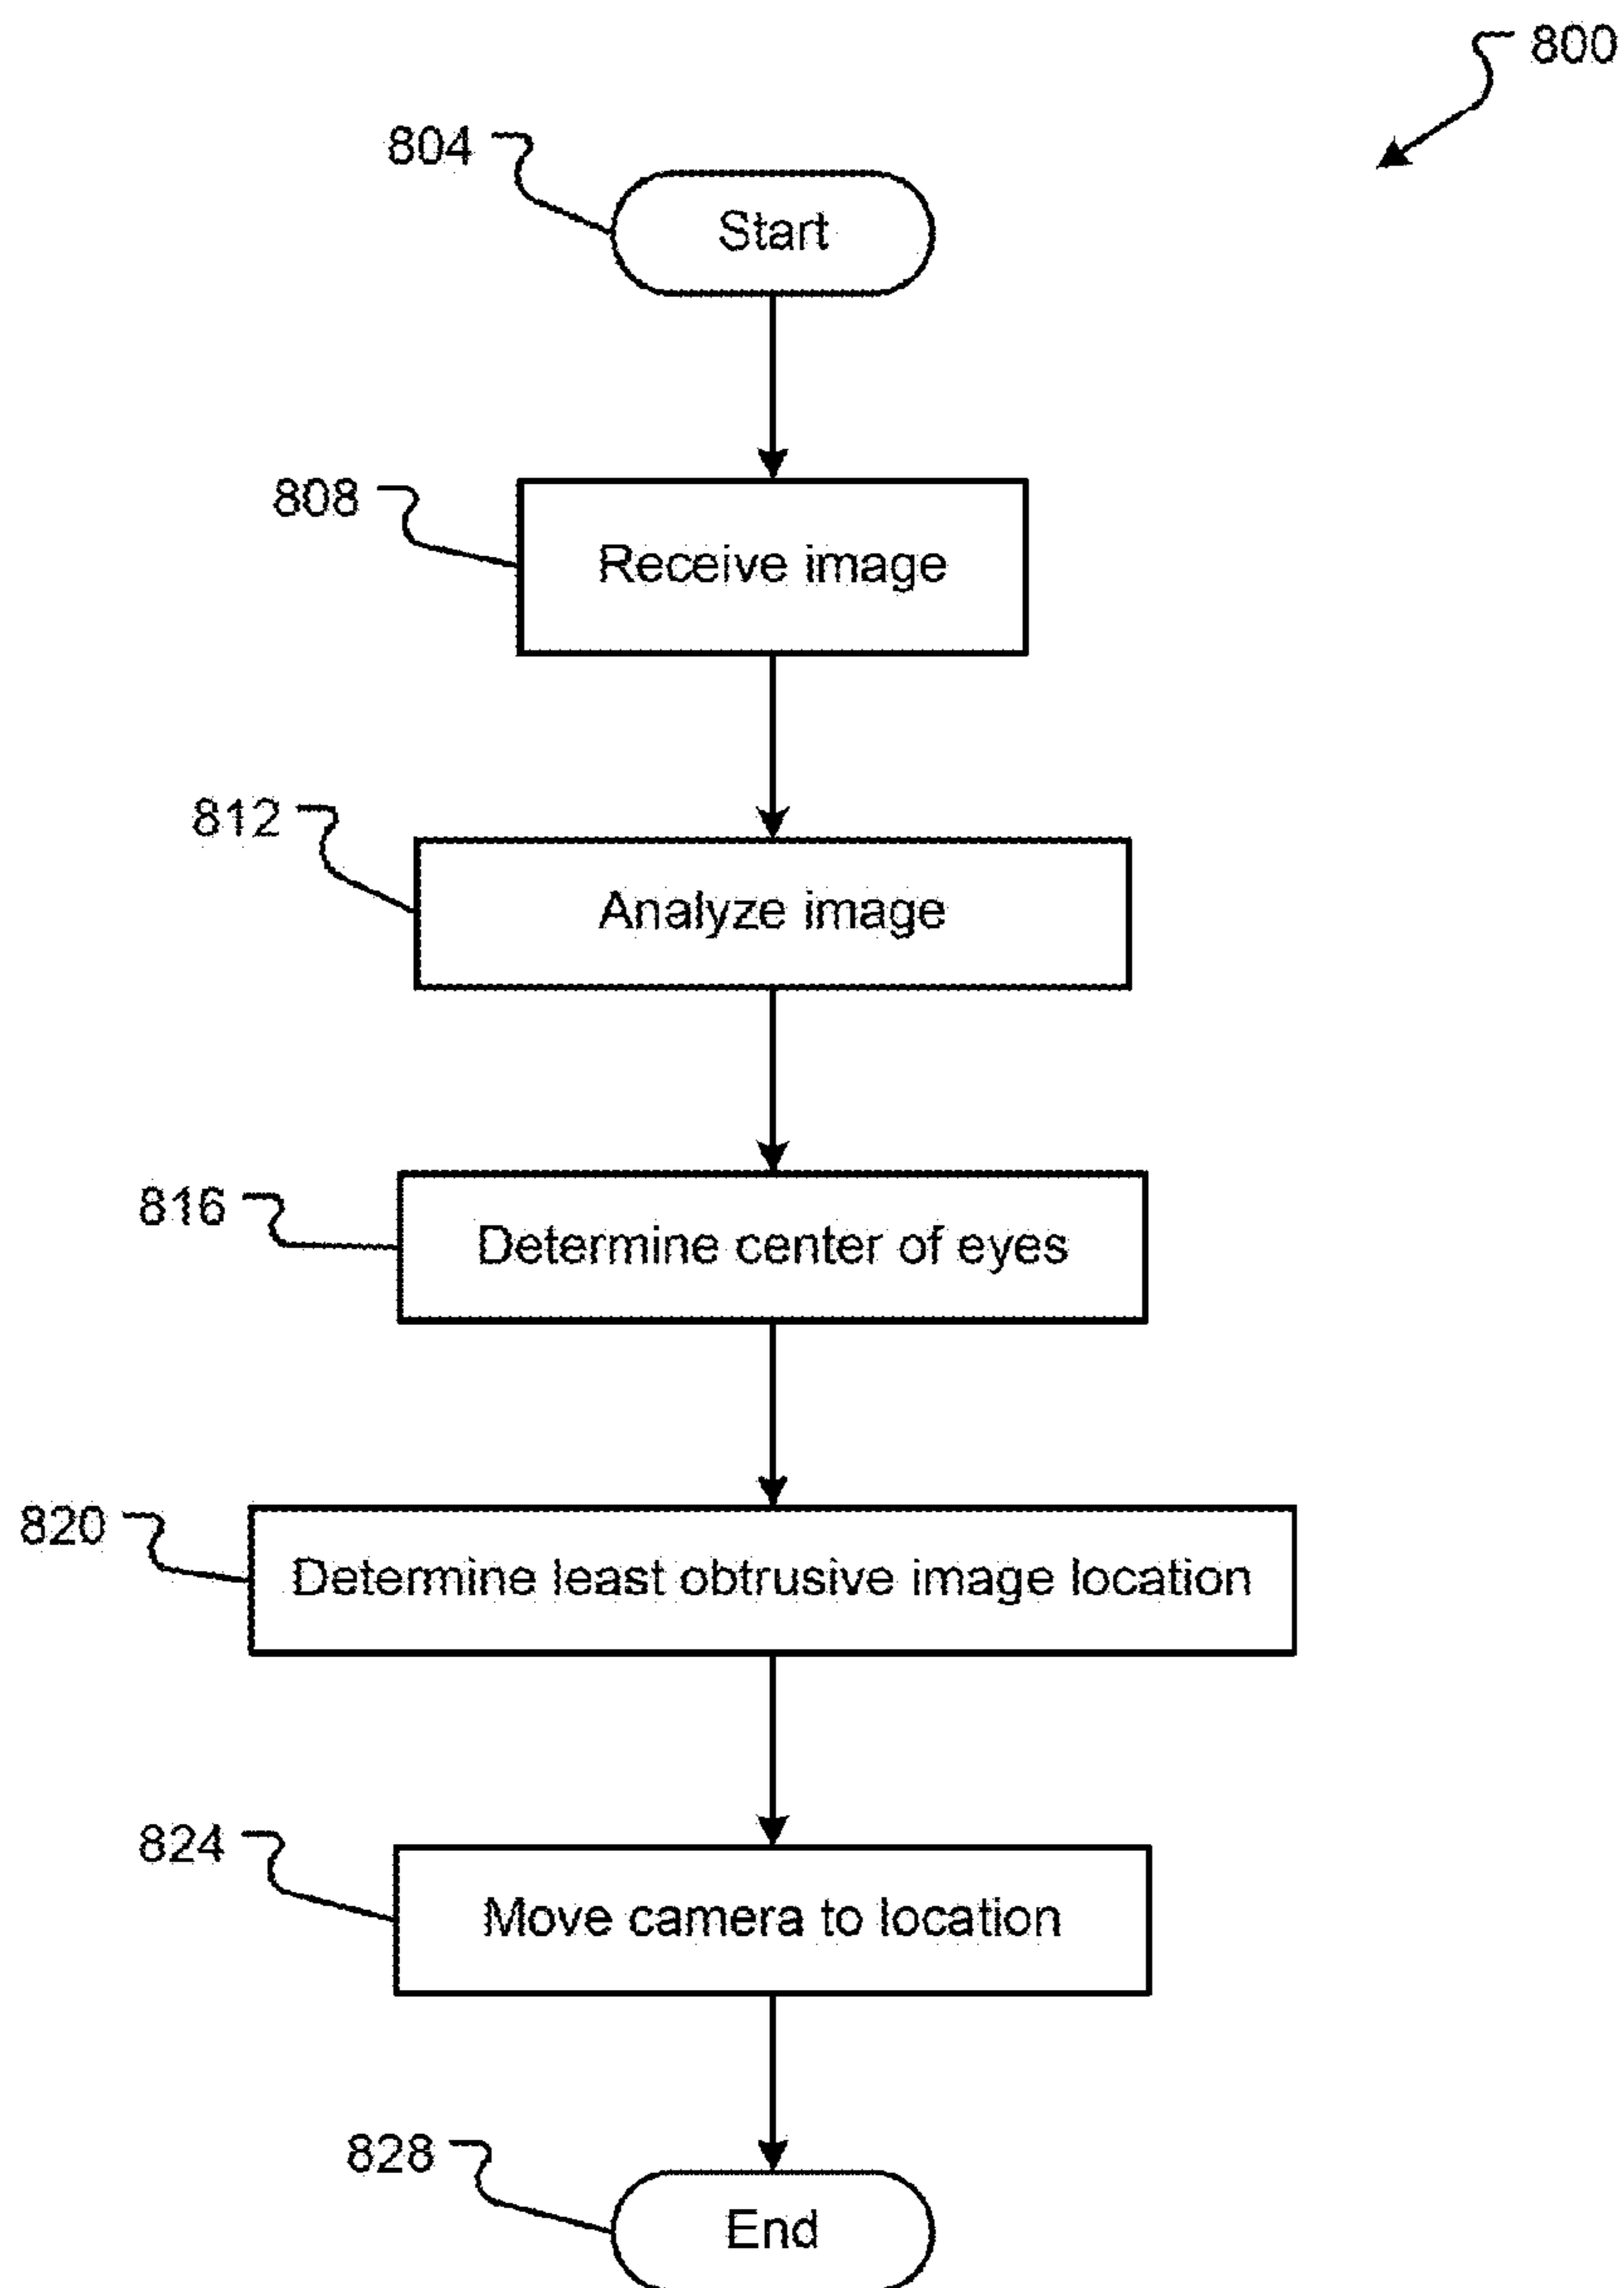 800
804
Start
808
Receive image
812
Analyze image
816
Determine center of eyes
820
Determine least obtrusive image location
824
Move camera to location
828
End